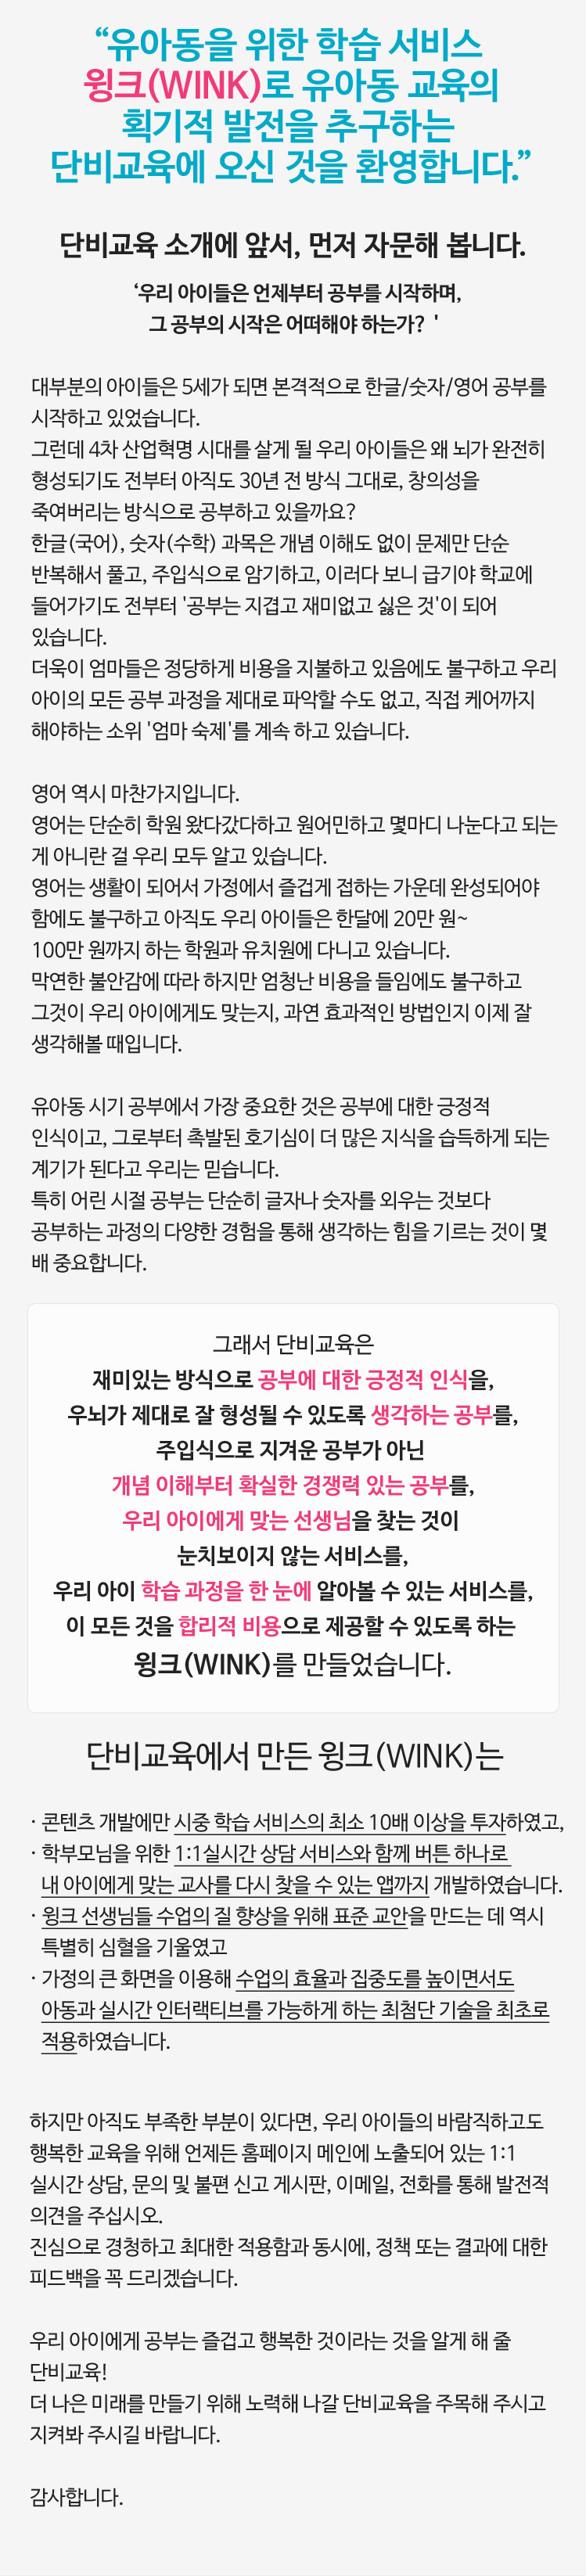 “유아동을 위한 학습 서비스
윙크(WINK)로 유아동 교육의
획기적 발전을 추구하는
단비교육에 오신 것을 환영합니다.”
단비교육 소개에 앞서, 먼저 자문해 봅니다.
‘우리 아이들은 언제부터 공부를 시작하며,
그 공부의 시작은 어떠해야 하는가? '
대부분의 아이들은 5세가 되면 본격적으로 한글/숫자/영어 공부를
시작하고 있었습니다.
그런데 4차 산업혁명 시대를 살게 될 우리 아이들은 왜 뇌가 완전히
형성되기도 전부터 아직도 30년 전 방식 그대로, 창의성을
죽여버리는 방식으로 공부하고 있을까요?
한글(국어), 숫자(수학) 과목은 개념 이해도 없이 문제만 단순
반복해서 풀고, 주입식으로 암기하고, 이러다 보니 급기야 학교에
들어가기도 전부터 '공부는 지겹고 재미없고 싫은 것'이 되어
있습니다.
더욱이 엄마들은 정당하게 비용을 지불하고 있음에도 불구하고 우리
아이의 모든 공부 과정을 제대로 파악할 수도 없고, 직접 케어까지
해야하는 소위 '엄마 숙제'를 계속 하고 있습니다.
영어 역시 마찬가지입니다.
영어는 단순히 학원 왔다갔다하고 원어민하고 몇마디 나눈다고 되는
게 아니란 걸 우리 모두 알고 있습니다.
영어는 생활이 되어서 가정에서 즐겁게 접하는 가운데 완성되어야
함에도 불구하고 아직도 우리 아이들은 한달에 20만 원~
100만 원까지 하는 학원과 유치원에 다니고 있습니다.
막연한 불안감에 따라 하지만 엄청난 비용을 들임에도 불구하고
그것이 우리 아이에게도 맞는지, 과연 효과적인 방법인지 이제 잘
생각해볼 때입니다.
유아동 시기 공부에서 가장 중요한 것은 공부에 대한 긍정적
인식이고, 그로부터 촉발된 호기심이 더 많은 지식을 습득하게 되는
계기가 된다고 우리는 믿습니다.
특히 어린 시절 공부는 단순히 글자나 숫자를 외우는 것보다
공부하는 과정의 다양한 경험을 통해 생각하는 힘을 기르는 것이 몇
배 중요합니다.
그래서 단비교육은
재미있는 방식으로 공부에 대한 긍정적 인식을,
우뇌가 제대로 잘 형성될 수 있도록 생각하는 공부를,
주입식으로 지겨운 공부가 아닌
개념 이해부터 확실한 경쟁력 있는 공부를,
우리 아이에게 맞는 선생님을 찾는 것이
눈치보이지 않는 서비스를,
우리 아이 학습 과정을 한 눈에 알아볼 수 있는 서비스를,
이 모든 것을 합리적 비용으로 제공할 수 있도록 하는
윙크(WINK)를 만들었습니다.
단비교육에서 만든 윙크(WINK)는
· 콘텐츠 개발에만 시중 학습 서비스의 최소 10배 이상을 투자하였고,
· 학부모님을 위한 1:1실시간 상담 서비스와 함께 버튼 하나로
내 아이에게 맞는 교사를 다시 찾을 수 있는 앱까지 개발하였습니다.
· 윙크 선생님들 수업의 질 향상을 위해 표준 교안을 만드는 데 역시
특별히 심혈을 기울였고
· 가정의 큰 화면을 이용해 수업의 효율과 집중도를 높이면서도
아동과 실시간 인터랙티브를 가능하게 하는 최첨단 기술을 최초로
적용하였습니다.
하지만 아직도 부족한 부분이 있다면, 우리 아이들의 바람직하고도
행복한 교육을 위해 언제든 홈페이지 메인에 노출되어 있는 1:1
실시간 상담, 문의 및 불편 신고 게시판, 이메일, 전화를 통해 발전적
의견을 주십시오.
진심으로 경청하고 최대한 적용함과 동시에, 정책 또는 결과에 대한
피드백을 꼭 드리겠습니다.
우리 아이에게 공부는 즐겁고 행복한 것이라는 것을 알게 해 줄
단비교육!
더 나은 미래를 만들기 위해 노력해 나갈 단비교육을 주목해 주시고
지켜봐 주시길 바랍니다.
감사합니다.